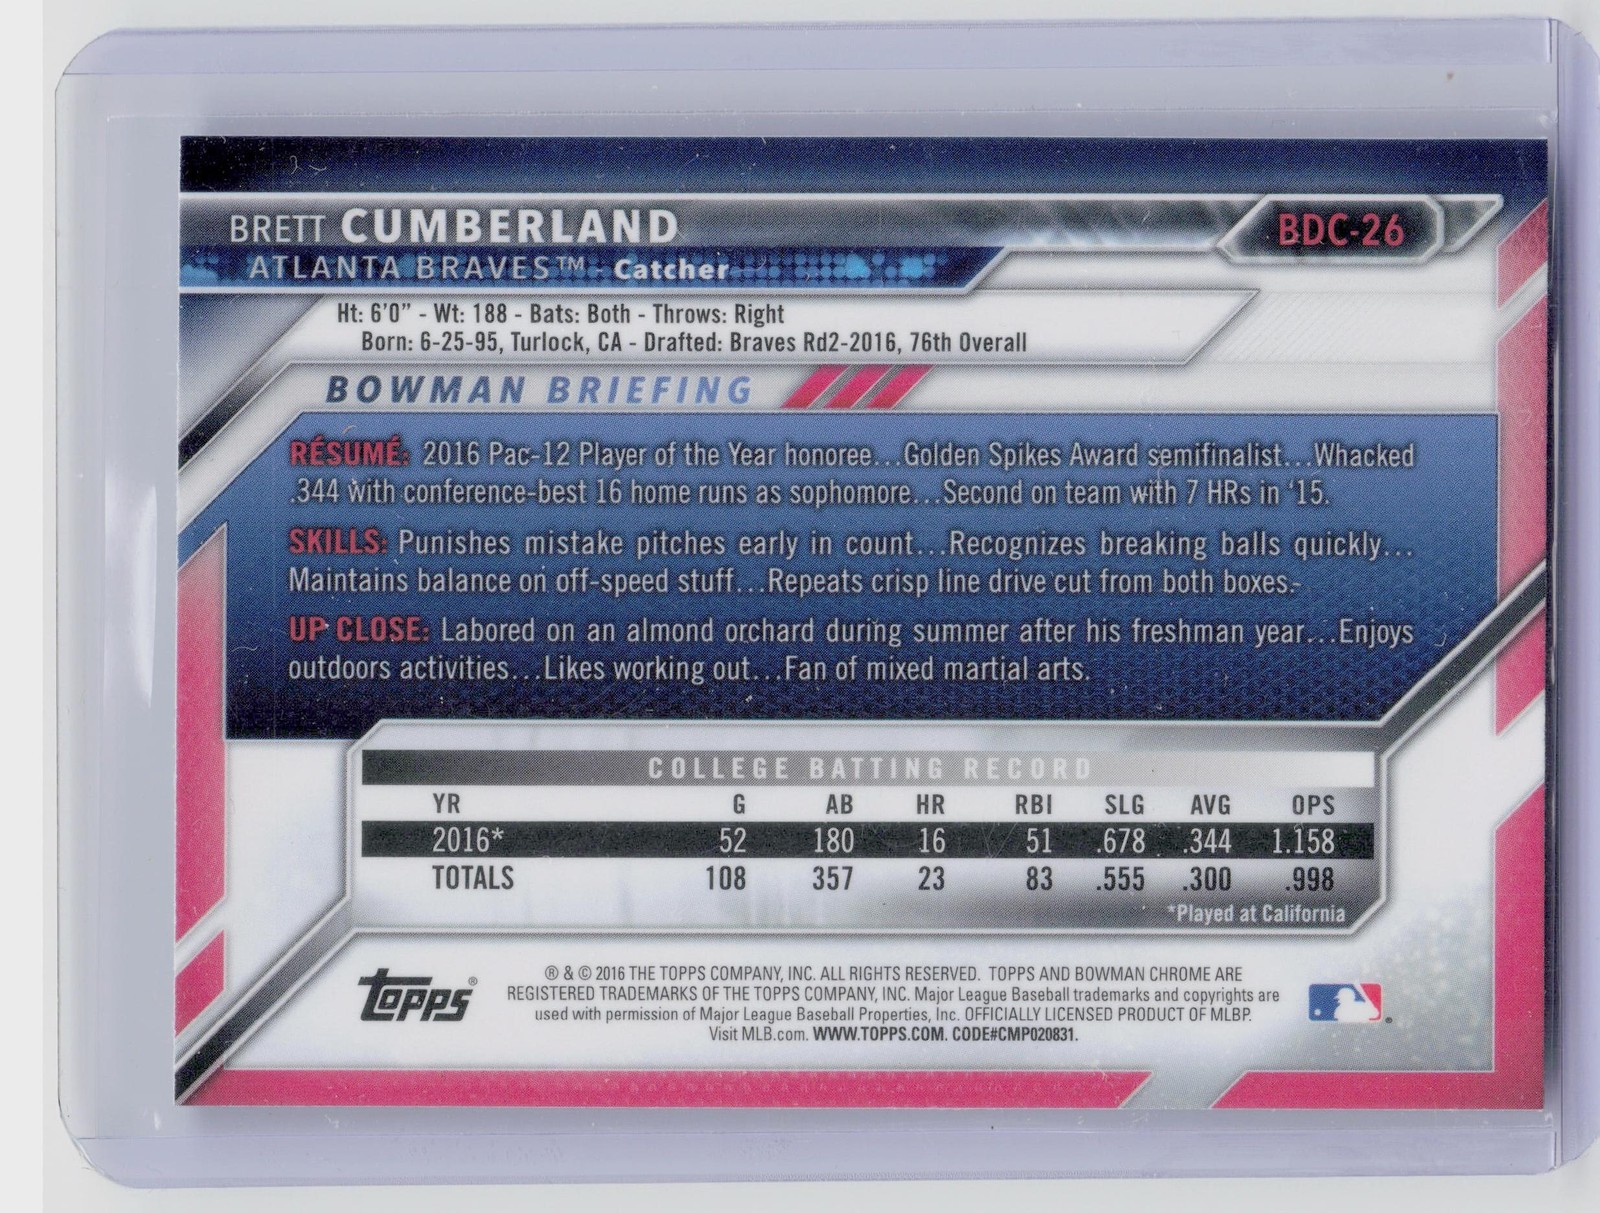 BRETT CUMBERLAND
BDC-26
ATLANTA BRAVES™ - Catcher
Ht: 6'0" - Wt: 188 - Bats: Both - Throws: Right
Born: 6-25-95, Turlock, CA - Drafted: Braves Rd2-2016, 76th Overall
BOWMAN BRIEFING
RÉSUMÉ: 2016 Pac-12 Player of the Year honoree...Golden Spikes Award semifinalist...Whacked
.344 with conference-best 16 home runs as sophomore...Second on team with 7 HRs in '15.
SKILLS: Punishes mistake pitches early in count...Recognizes breaking balls quickly...
Maintains balance on off-speed stuff...Repeats crisp line drive cut from both boxes.
UP CLOSE: Labored on an almond orchard during summer after his freshman year...Enjoys
outdoors activities...Likes working out...Fan of mixed martial arts.
COLLEGE BATTING RECORD
YR G AB HR RBI SLG AVG OPS
2016* 52 180 16 51 .678 .344 1.158
TOTALS 108 357 23 83 .555 .300 .998
*Played at California
topps®
® & © 2016 THE TOPPS COMPANY, INC. ALL RIGHTS RESERVED. TOPPS AND BOWMAN CHROME ARE
REGISTERED TRADEMARKS OF THE TOPPS COMPANY, INC. Major League Baseball trademarks and copyrights are
used with permission of Major League Baseball Properties, Inc. OFFICIALLY LICENSED PRODUCT OF MLBP.
Visit MLB.com. WWW.TOPPS.COM. CODE#CMP020831.